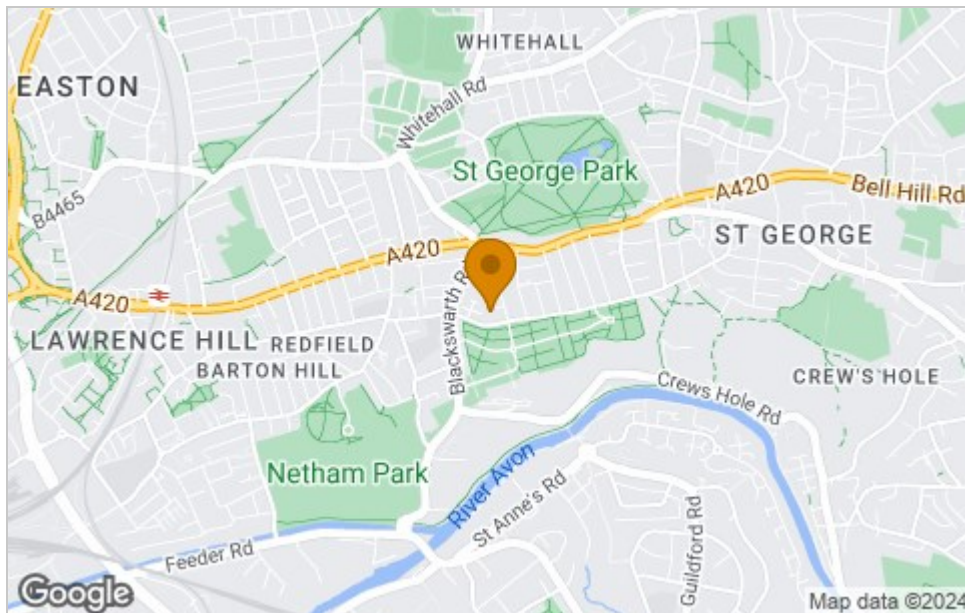 WHITEHALL
EASTON
Whitehall Rd
St George Park
A420
Bell Hill Rd
B4465
ST GEORGE
A420
A420
Blackswarth R
LAWRENCE HILL
REDFIELD
BARTON HILL
CREW'S HOLE
Crews Hole Rd
Netham Park
River Avon
St Anne's Rd
Guildford Rd
Feeder Rd
Google
Map data ©2024